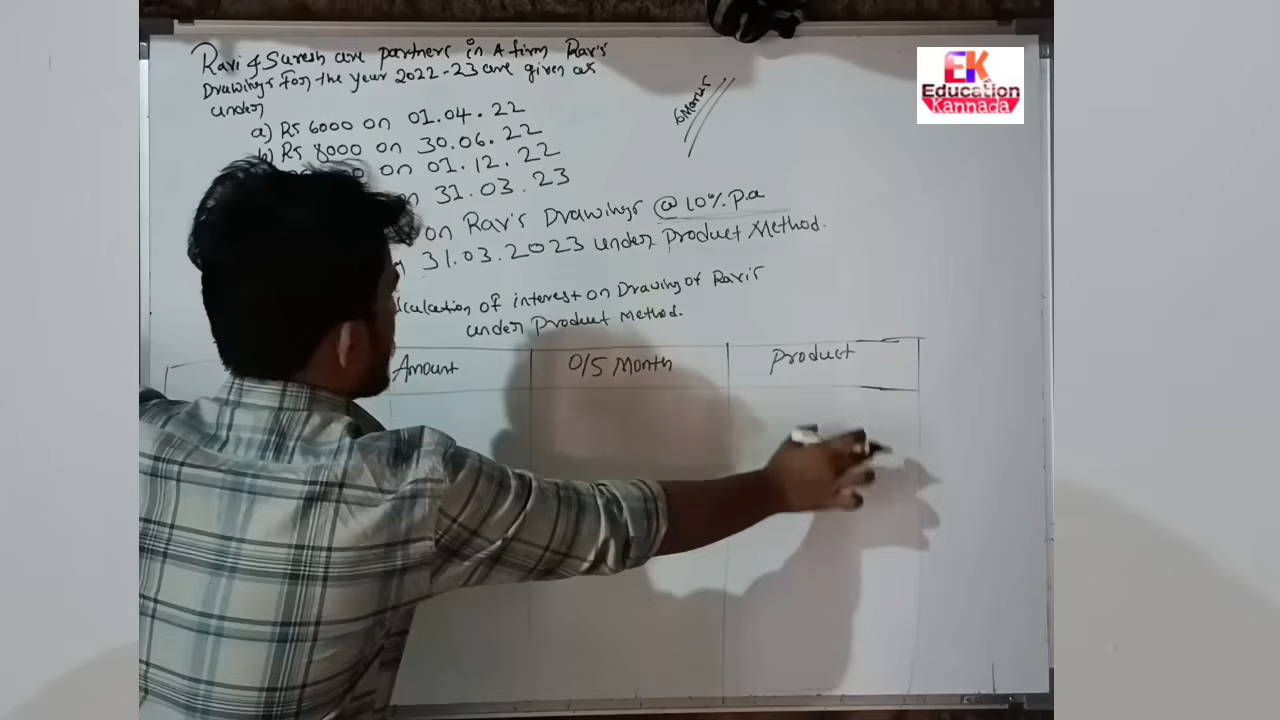 Ravi & Suresh are partners in A firm Ravi's
Drawings For the year 2022-23 are given as
under
a) Rs 6000 on 01.04.22
b) Rs 8000 on 30.06.22
on 01.12.22
31.03.23
on Ravi's Drawings @ 10% P.a
31.03.2023 under product Method.
of interest on Drawing of Ravi's
under Product Method.
Amount O/S Month Product
6 Marks
EK
Education
Kannada